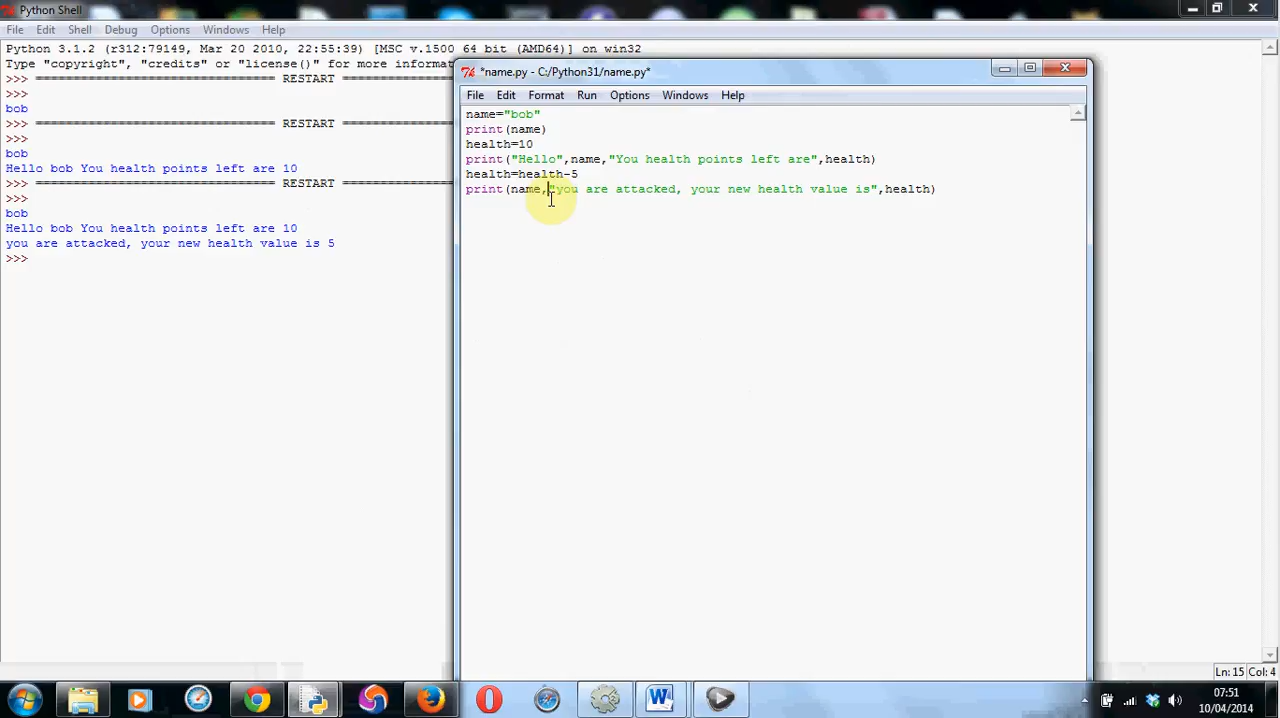 Python Shell
File Edit Shell Debug Options Windows Help
Python 3.1.2 (r312:79149, Mar 20 2010, 22:55:39) [MSC v.1500 64 bit (AMD64)] on win32
Type "copyright", "credits" or "license()" for more informat
>>> ================================ RESTART ================
>>>
bob
>>> ================================ RESTART ================
>>>
bob
Hello bob You health points left are 10
>>> ================================ RESTART ================
>>>
bob
Hello bob You health points left are 10
you are attacked, your new health value is 5
>>>
*name.py - C:/Python31/name.py*
File Edit Format Run Options Windows Help
name="bob"
print(name)
health=10
print("Hello",name,"You health points left are",health)
health=health-5
print(name,"you are attacked, your new health value is",health)
Ln: 15 Col: 4
07:51
10/04/2014